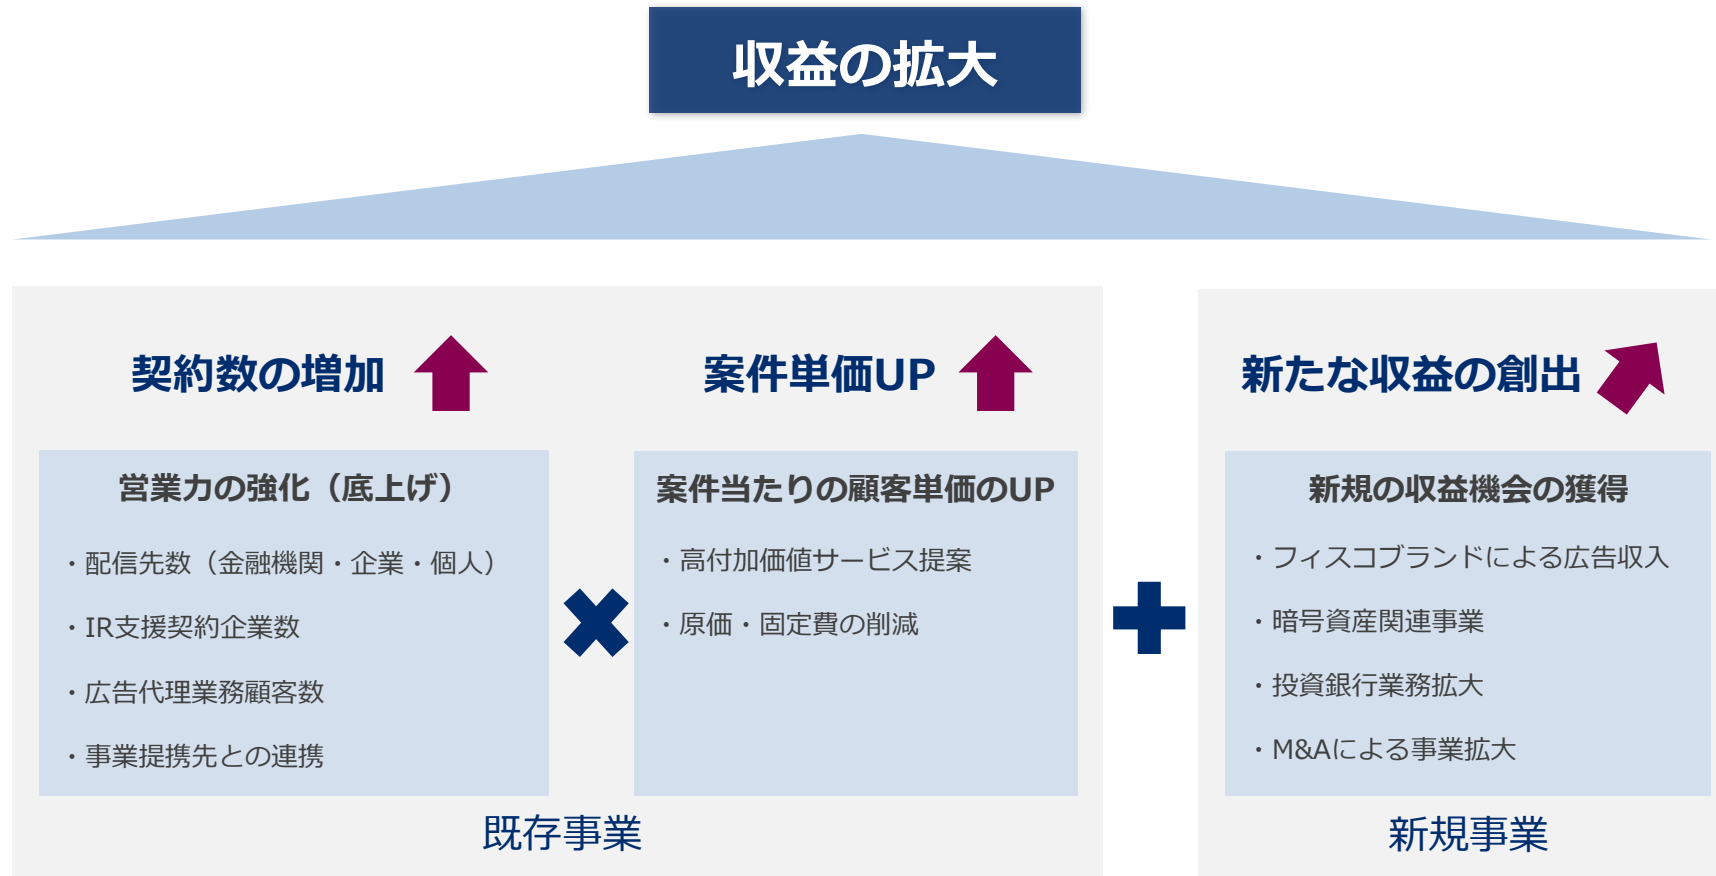 収益の拡大
契約数の増加
営業力の強化（底上げ）
・配信先数（金融機関・企業・個人）
・IR支援契約企業数
・広告代理業務顧客数
・事業提携先との連携
案件単価UP
案件当たりの顧客単価のUP
・高付加価値サービス提案
・原価・固定費の削減
既存事業
新たな収益の創出
新規の収益機会の獲得
・フィスコブランドによる広告収入
・暗号資産関連事業
・投資銀行業務拡大
・M&Aによる事業拡大
新規事業